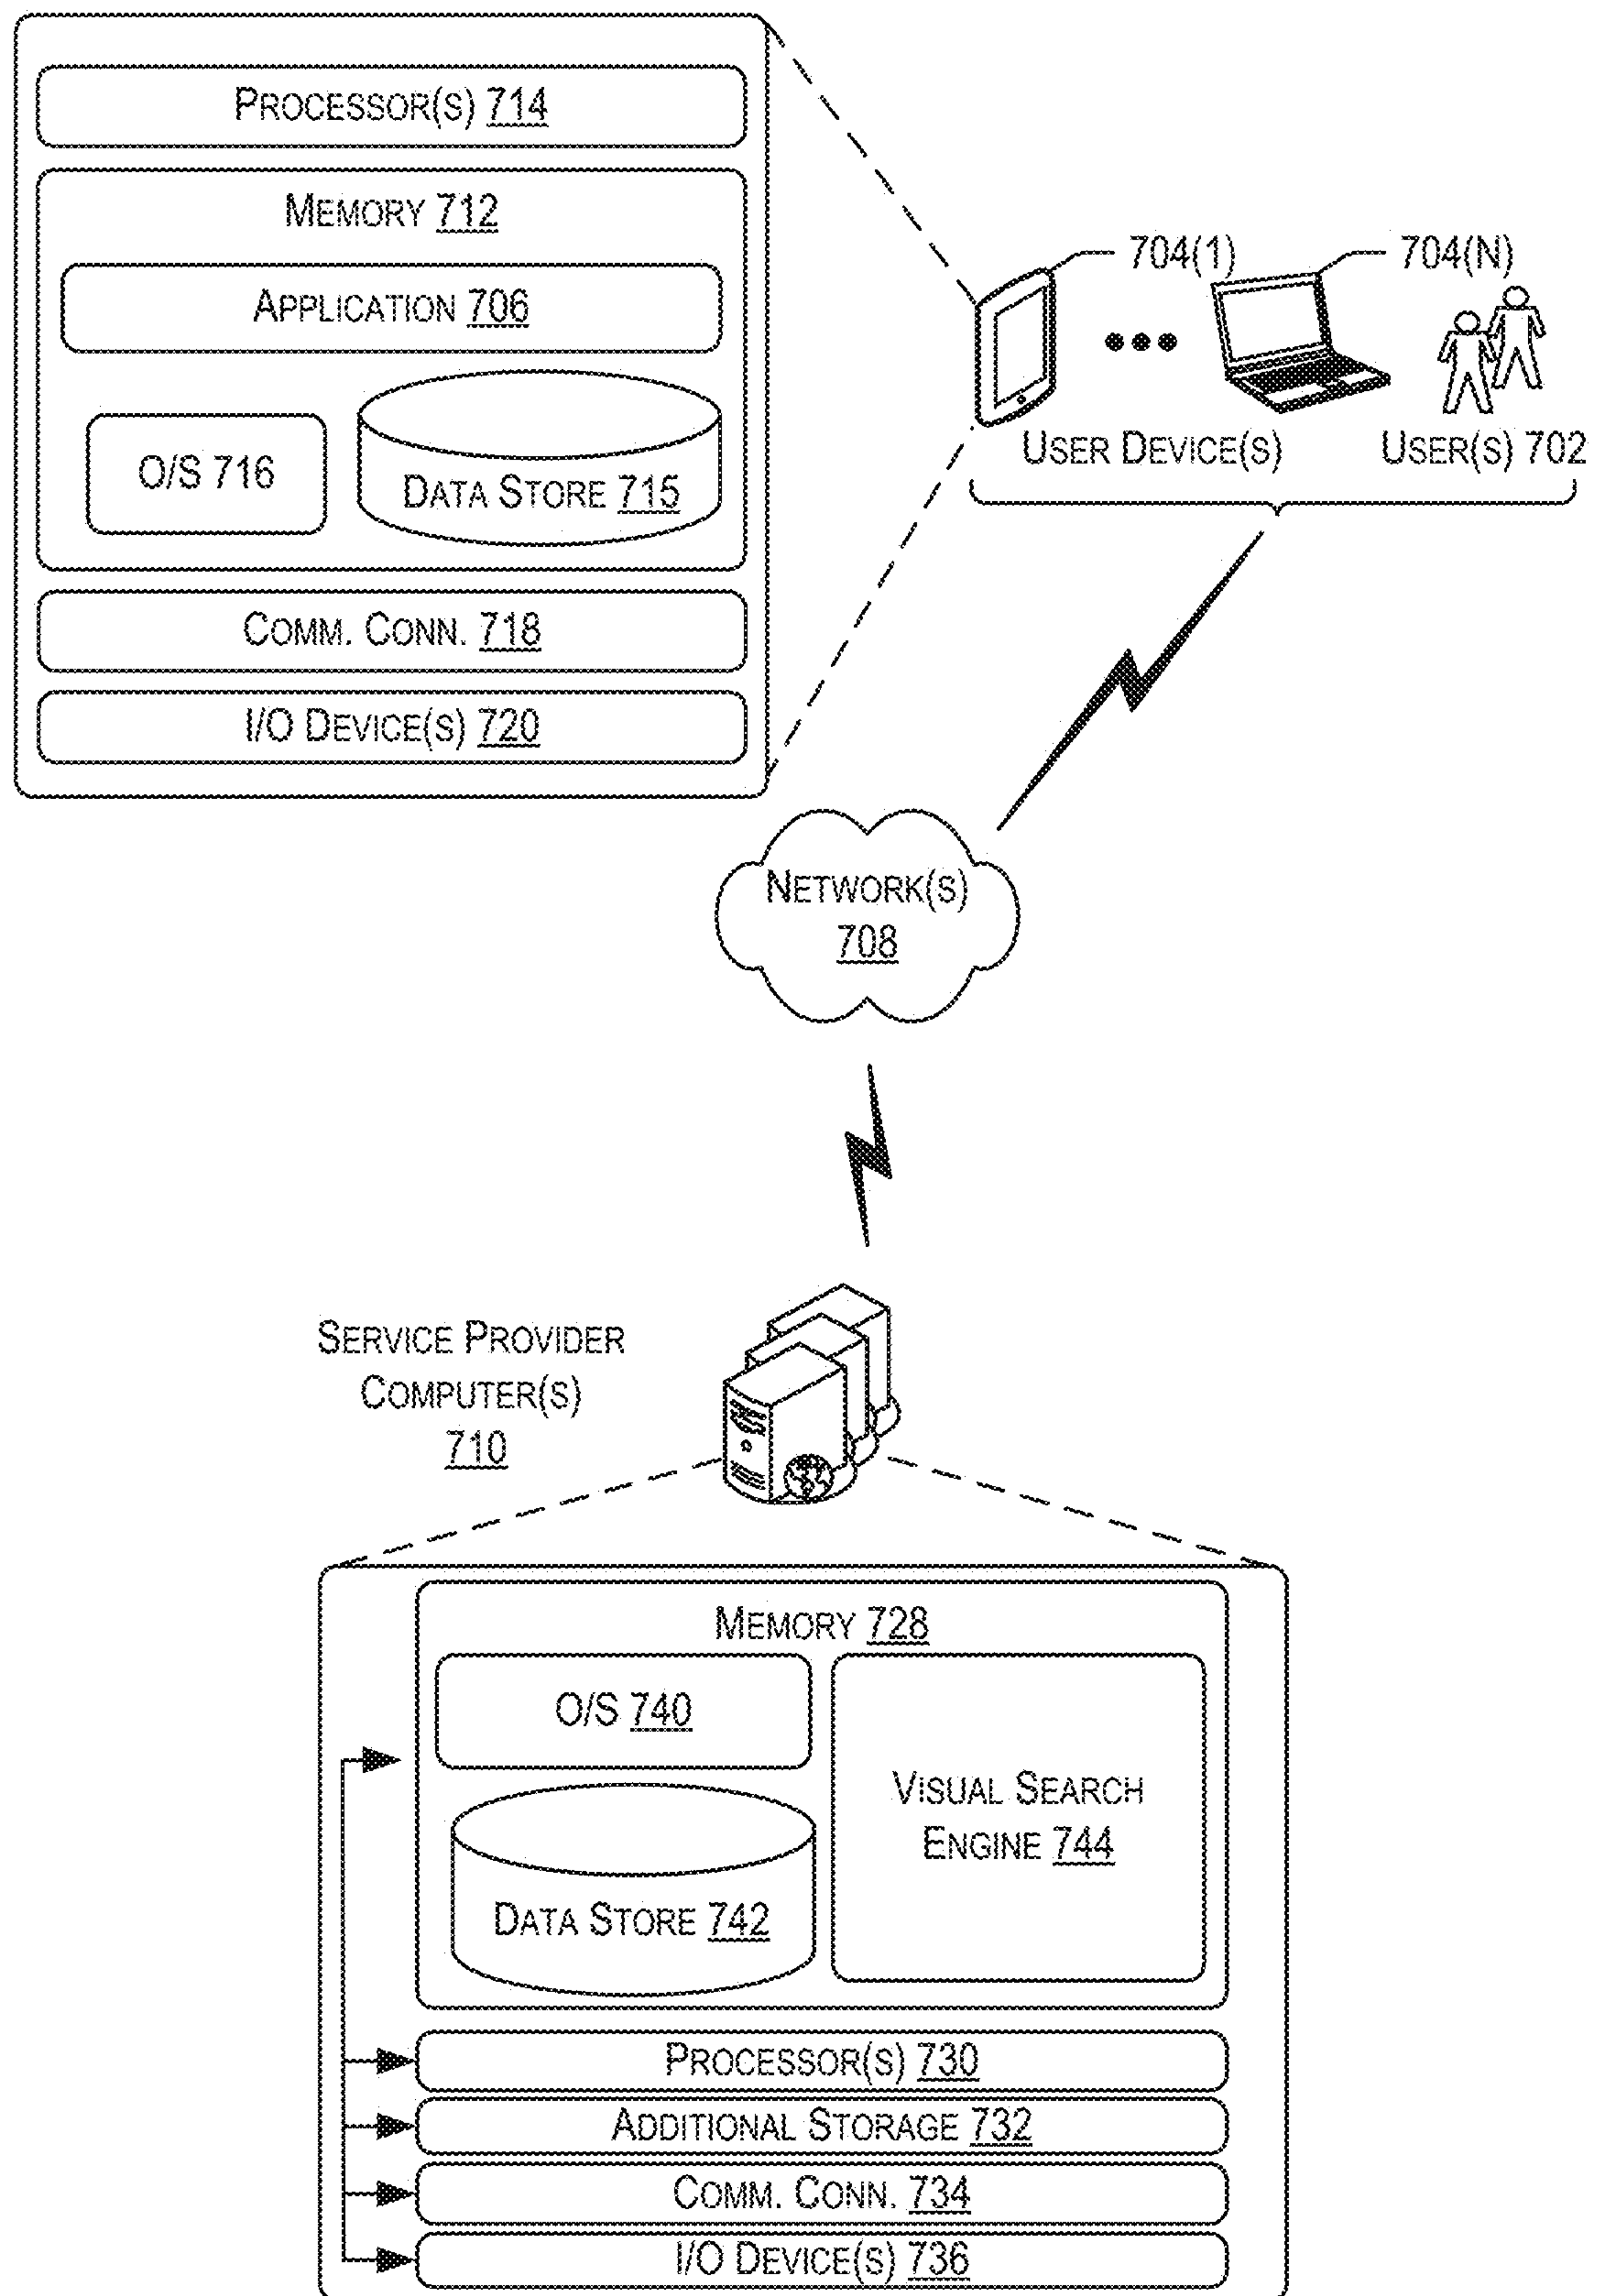 PROCESSOR(S) 714
MEMORY 712
APPLICATION 706
O/S 716
DATA STORE 715
COMM. CONN. 718
I/O DEVICE(S) 720
704(1)
704(N)
USER DEVICE(S)
USER(S) 702
NETWORK(S)
708
SERVICE PROVIDER
COMPUTER(S)
710
MEMORY 728
O/S 740
DATA STORE 742
VISUAL SEARCH
ENGINE 744
PROCESSOR(S) 730
ADDITIONAL STORAGE 732
COMM. CONN. 734
I/O DEVICE(S) 736